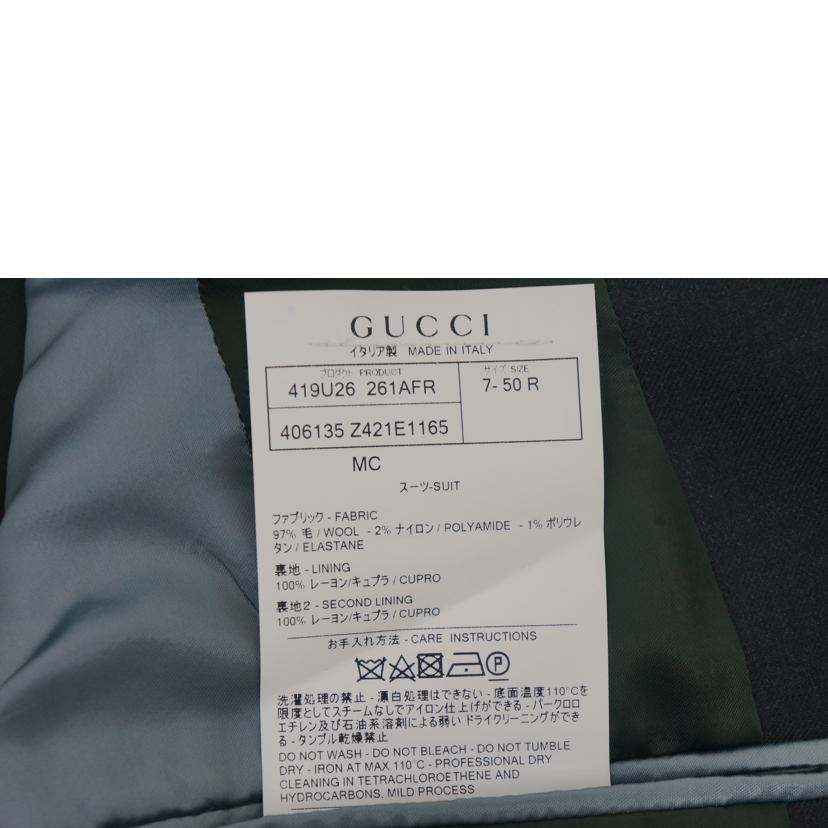 GUCCI
イタリア製 MADE IN ITALY
プロダクト PRODUCT
サイズ SIZE
419U26 261AFR
7- 50 R
406135 Z421E1165
MC
スーツ-SUIT
ファブリック - FABRIC
97% 毛 / WOOL - 2% ナイロン / POLYAMIDE - 1% ポリウレ
タン / ELASTANE
裏地 - LINING
100% レーヨン/キュプラ / CUPRO
裏地2 - SECOND LINING
100% レーヨン/キュプラ / CUPRO
お手入れ方法 - CARE INSTRUCTIONS
P
洗濯処理の禁止 - 漂白処理はできない - 底面温度110℃を
限度としてスチームなしでアイロン仕上げができる - パークロロ
エチレン及び石油系溶剤による弱い ドライクリーニングができ
る - タンブル乾燥禁止
DO NOT WASH - DO NOT BLEACH - DO NOT TUMBLE
DRY - IRON AT MAX 110°C - PROFESSIONAL DRY
CLEANING IN TETRACHLOROETHENE AND
HYDROCARBONS, MILD PROCESS